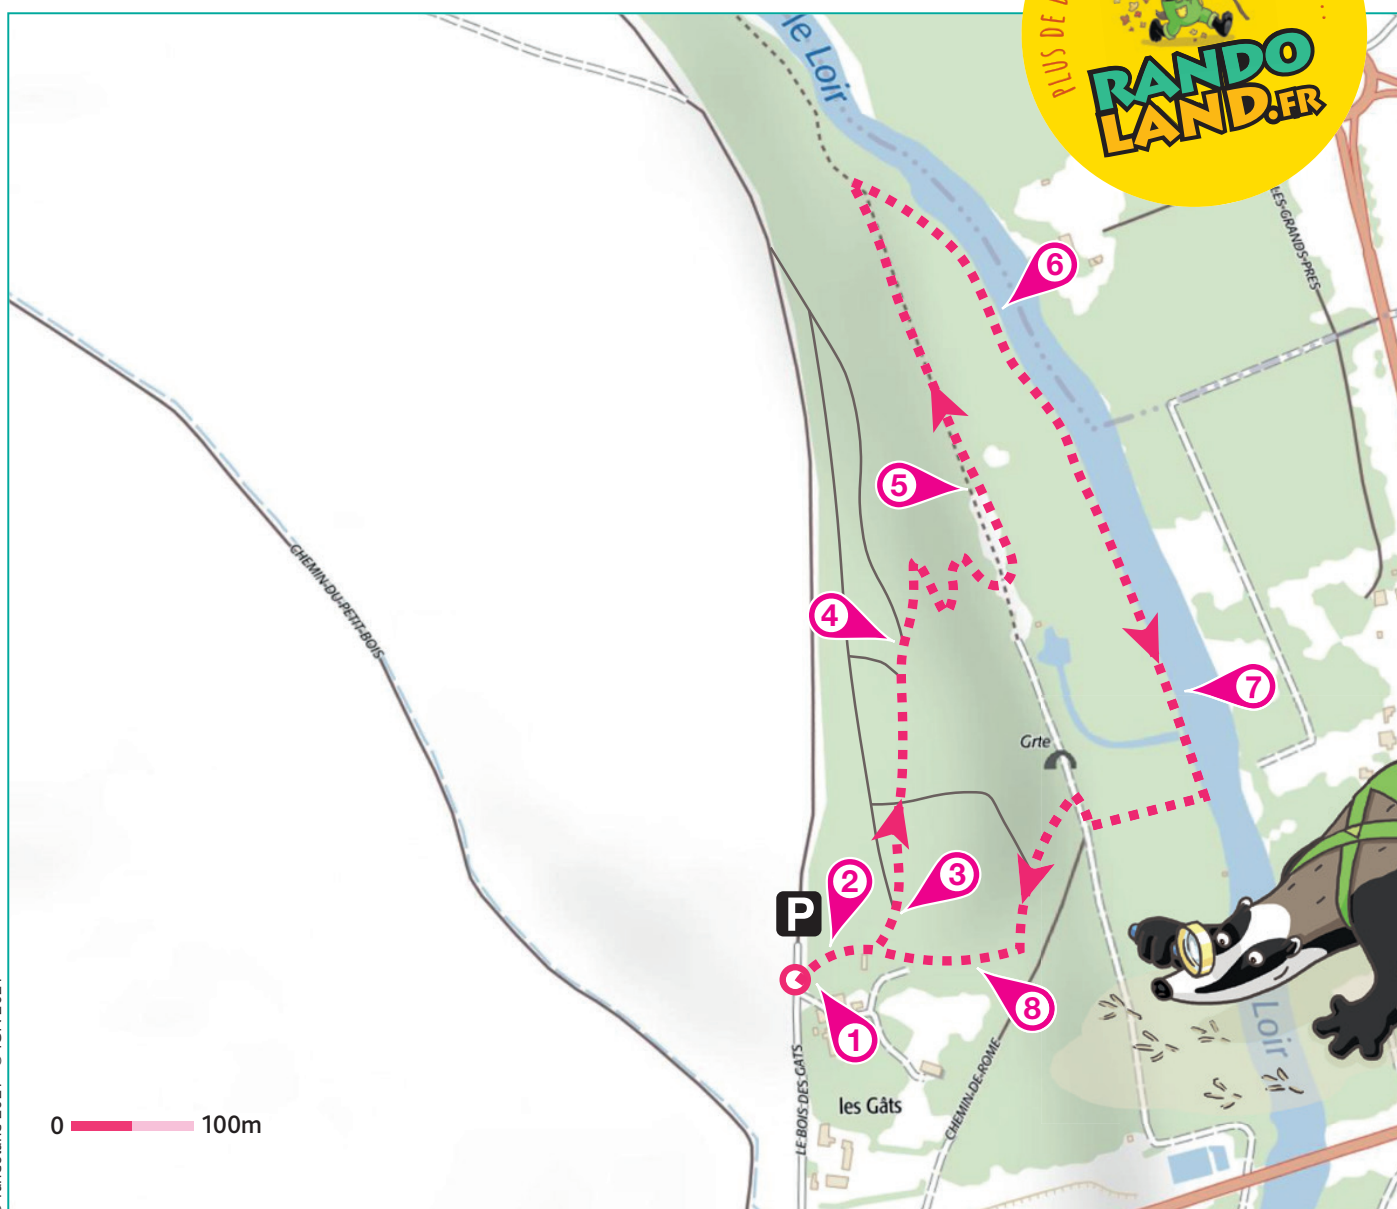 le Loir
PLUS DE
RANDO
LAND.FR
LES-GRANDS-PRES
6
5
CHEMIN-DU-PETIT-BOIS
4
7
Grte
P
2
3
8
1
LE BOIS DES GATS
les Gâts
CHEMIN-DE-ROME
Loir
0 100m